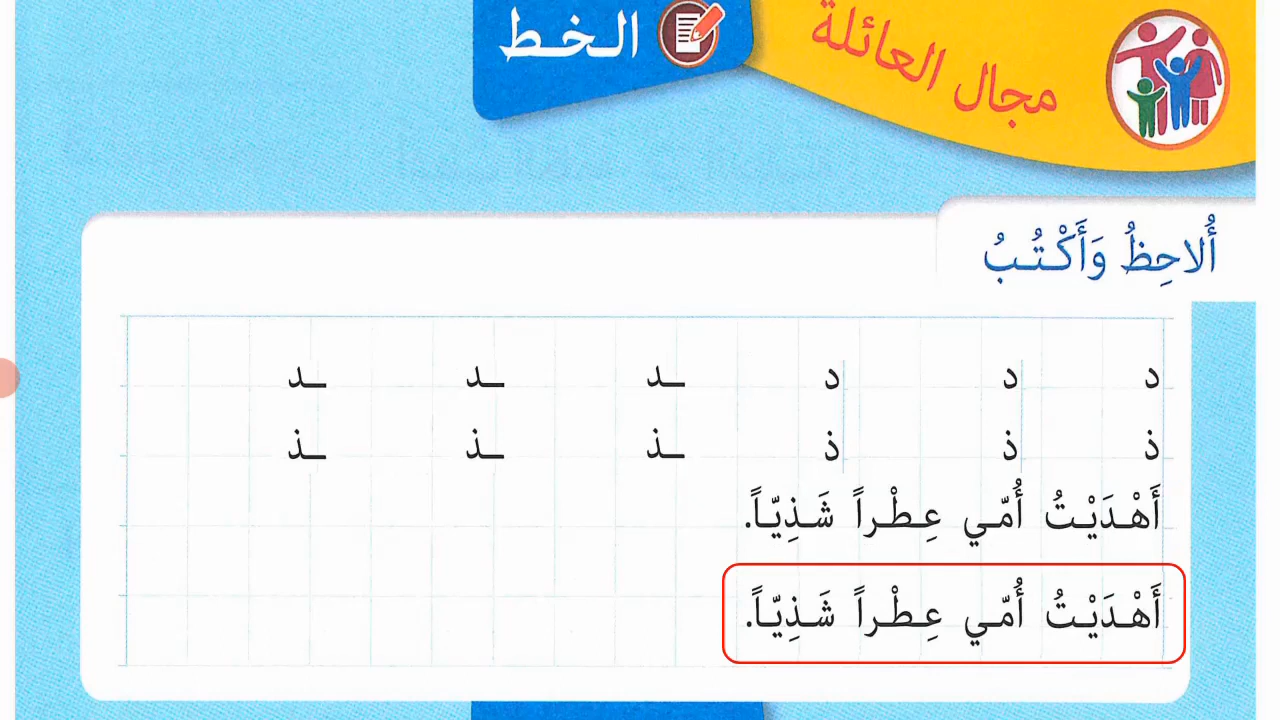 مجال العائلة
الخط
أُلاحِظُ وَأَكْتُبُ
د د د ـد ـد ـد
ذ ذ ذ ـذ ـذ ـذ
أَهْدَيْتُ أُمّي عِطْراً شَذِيّاً.
أَهْدَيْتُ أُمّي عِطْراً شَذِيّاً.